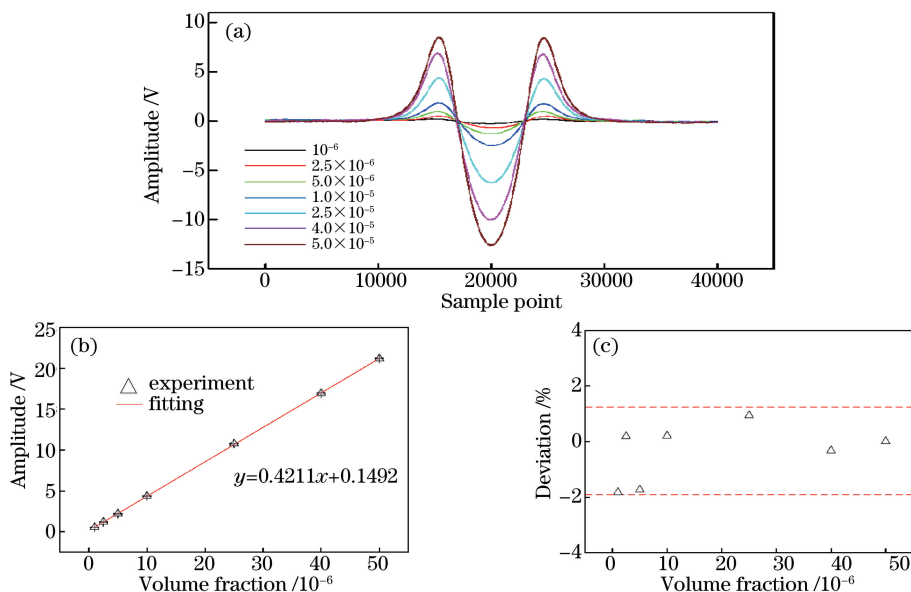 (a)
Amplitude /V
10
5
0
−5
−10
−15
10⁻⁶
2.5×10⁻⁶
5.0×10⁻⁶
1.0×10⁻⁵
2.5×10⁻⁵
4.0×10⁻⁵
5.0×10⁻⁵
0 10000 20000 30000 40000
Sample point
(b)
Amplitude /V
25
20
15
10
5
0
experiment
fitting
y=0.4211x+0.1492
0 10 20 30 40 50
Volume fraction /10⁻⁶
(c)
Deviation /%
4
2
0
−2
−4
0 10 20 30 40 50
Volume fraction /10⁻⁶